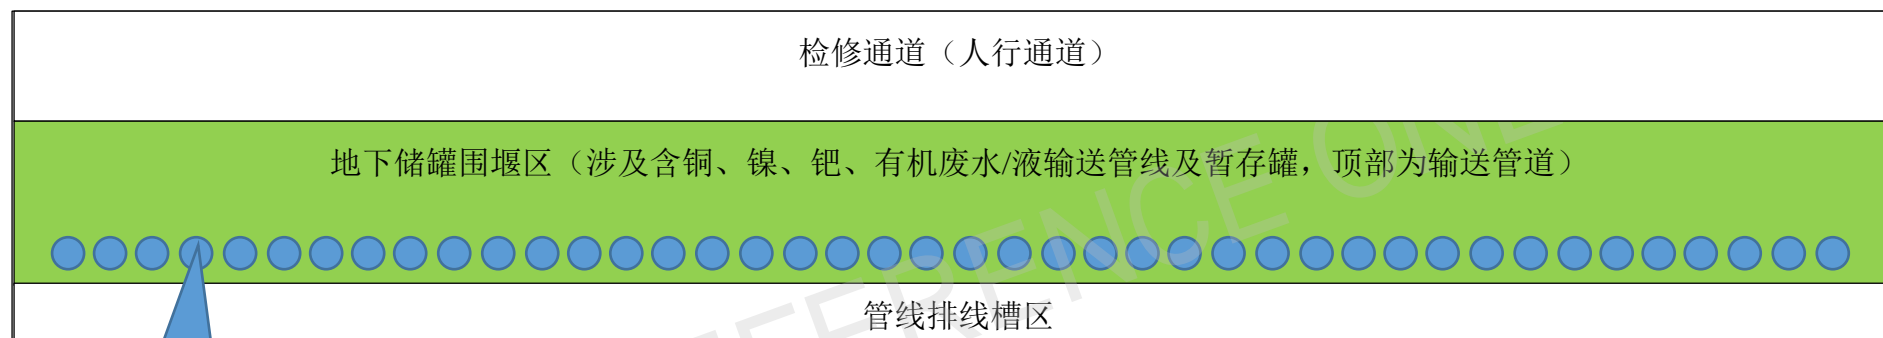 检修通道（人行通道）
地下储罐围堰区（涉及含铜、镍、钯、有机废水/液输送管线及暂存罐，顶部为输送管道）
管线排线槽区